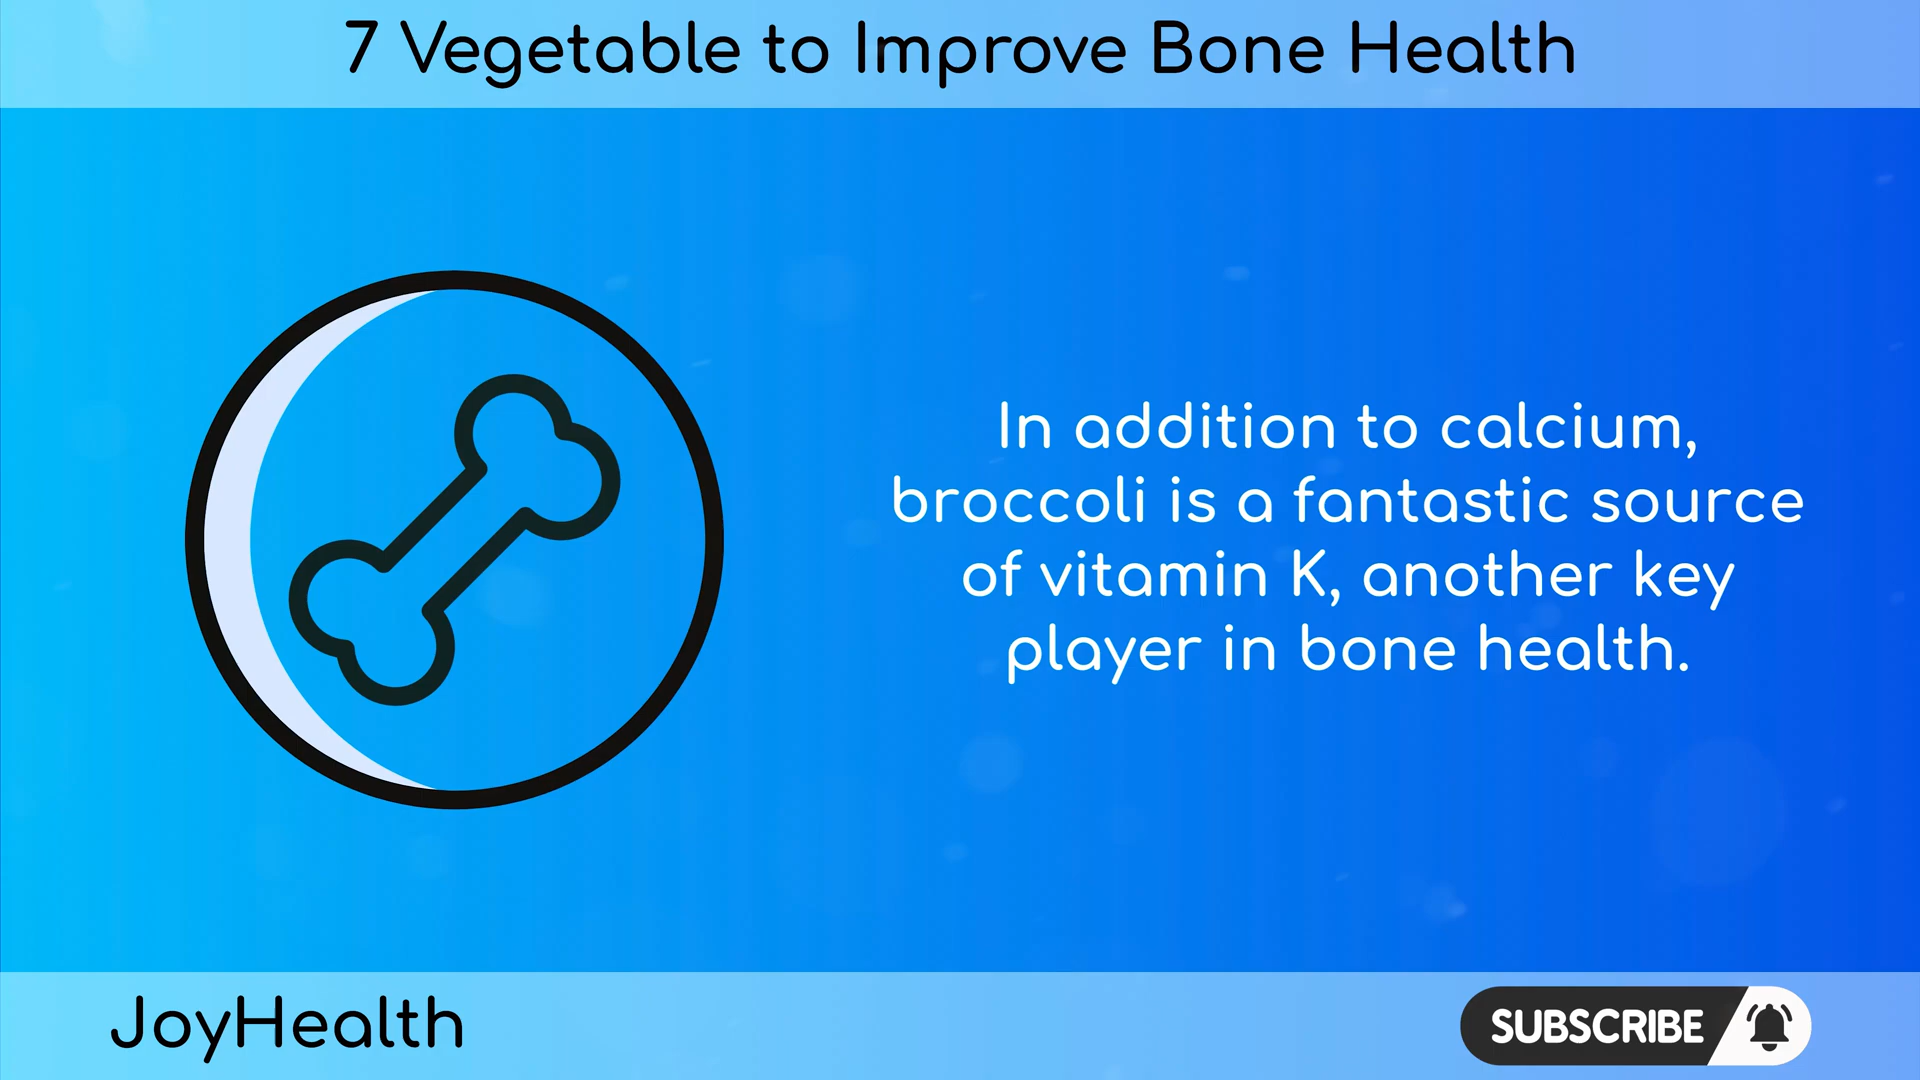 7 Vegetable to Improve Bone Health
In addition to calcium,
broccoli is a fantastic source
of vitamin K, another key
player in bone health.
JoyHealth
SUBSCRIBE